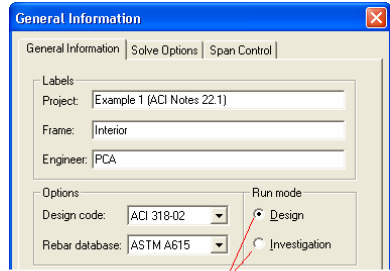 General Information
General Information Solve Options Span Control
Labels
Project: Example 1 (ACI Notes 22.1)
Frame: Interior
Engineer: PCA
Options
Design code: ACI 318-02
Rebar database: ASTM A615
Run mode
Design
Investigation